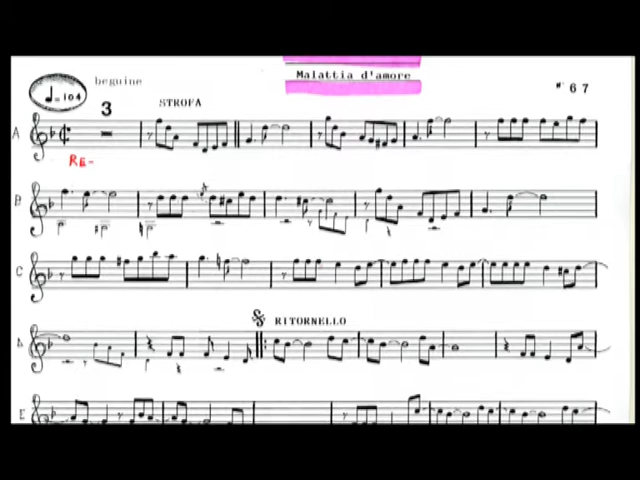 Malattia d'amore
beguine
N° 67
♩=104
3
STROFA
A
RE-
B
C
RITORNELLO
E